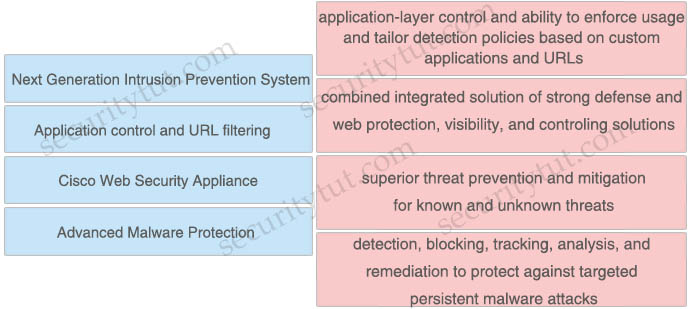 Next Generation Intrusion Prevention System
Application control and URL filtering
Cisco Web Security Appliance
Advanced Malware Protection
application-layer control and ability to enforce usage
and tailor detection policies based on custom
applications and URLs
combined integrated solution of strong defense and
web protection, visibility, and controling solutions
superior threat prevention and mitigation
for known and unknown threats
detection, blocking, tracking, analysis, and
remediation to protect against targeted
persistent malware attacks
securitytut.com
securitytut.com
securitytut.com
securitytut.com